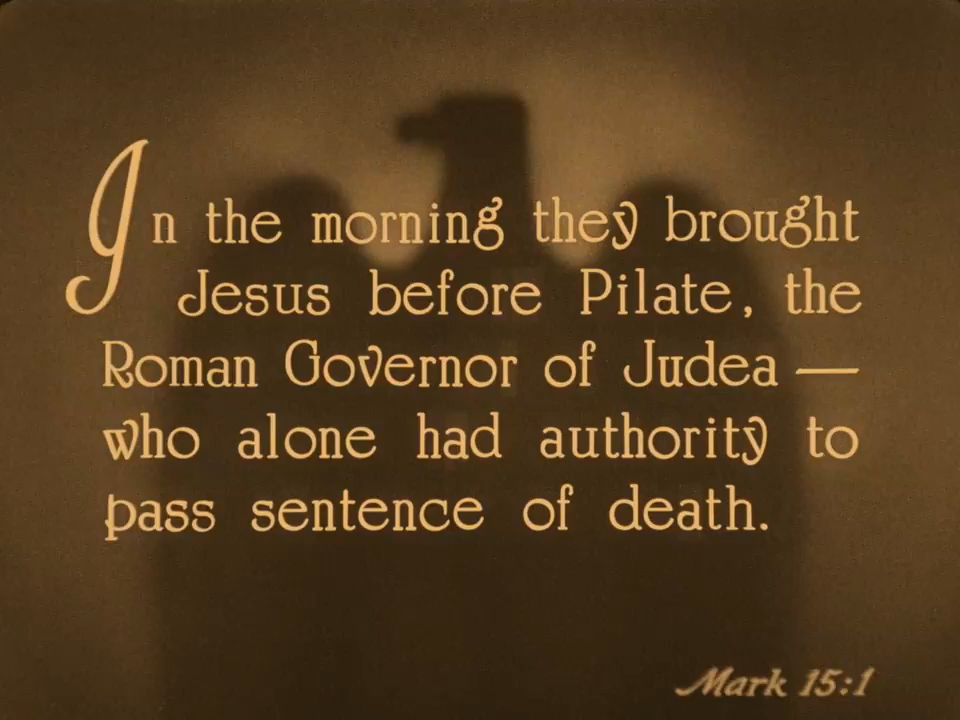 In the morning they brought
Jesus before Pilate, the
Roman Governor of Judea —
who alone had authority to
pass sentence of death.
Mark 15:1